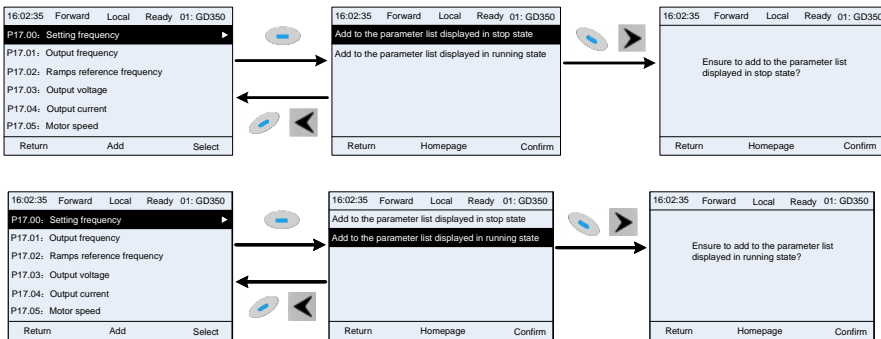 16:02:35 Forward Local Ready 01: GD350
P17.00: Setting frequency
P17.01: Output frequency
P17.02: Ramps reference frequency
P17.03: Output voltage
P17.04: Output current
P17.05: Motor speed
Return Add Select
16:02:35 Forward Local Ready 01: GD350
Add to the parameter list displayed in stop state
Add to the parameter list displayed in running state
Return Homepage Confirm
16:02:35 Forward Local Ready 01: GD350
Ensure to add to the parameter list
displayed in stop state?
Return Homepage Confirm
16:02:35 Forward Local Ready 01: GD350
P17.00: Setting frequency
P17.01: Output frequency
P17.02: Ramps reference frequency
P17.03: Output voltage
P17.04: Output current
P17.05: Motor speed
Return Add Select
16:02:35 Forward Local Ready 01: GD350
Add to the parameter list displayed in stop state
Add to the parameter list displayed in running state
Return Homepage Confirm
16:02:35 Forward Local Ready 01: GD350
Ensure to add to the parameter list
displayed in running state?
Return Homepage Confirm